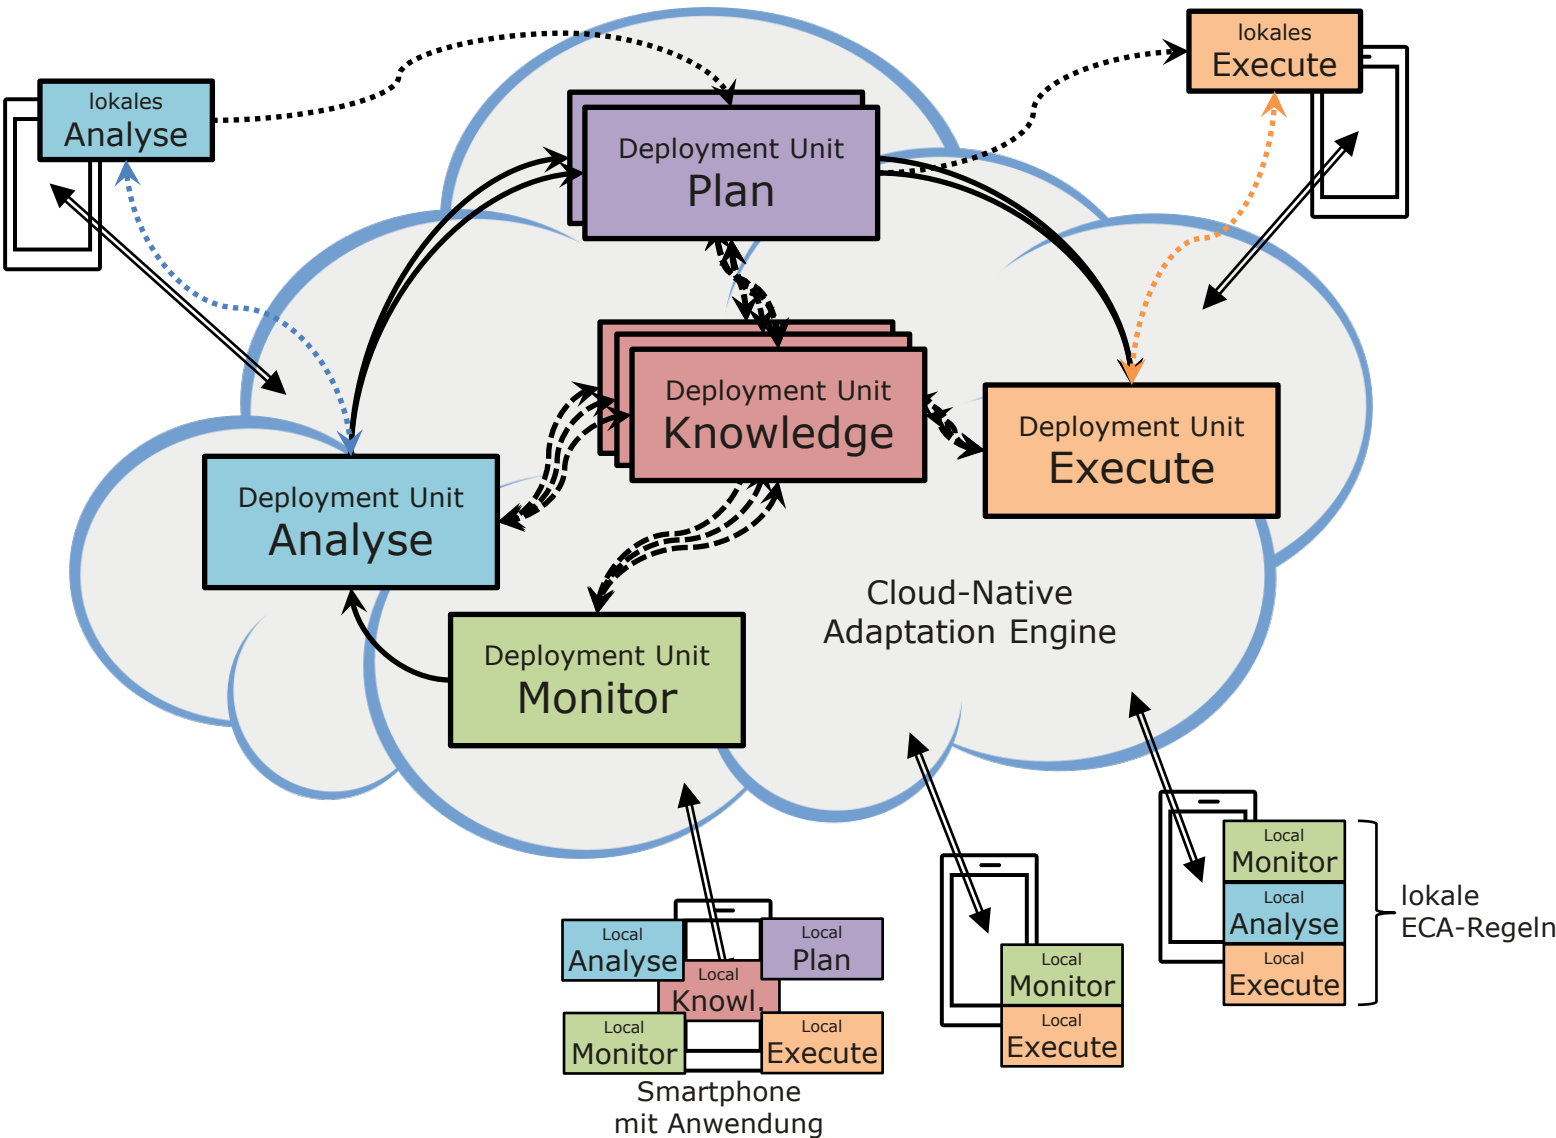 lokales
Execute
lokales
Analyse
Deployment Unit
Plan
Deployment Unit
Knowledge
Deployment Unit
Execute
Deployment Unit
Analyse
Cloud-Native
Adaptation Engine
Deployment Unit
Monitor
Local
Monitor
Local
Analyse
Local
Execute
lokale
ECA-Regeln
Local
Analyse
Local
Plan
Local
Knowl.
Local
Monitor
Local
Execute
Local
Monitor
Local
Execute
Smartphone
mit Anwendung